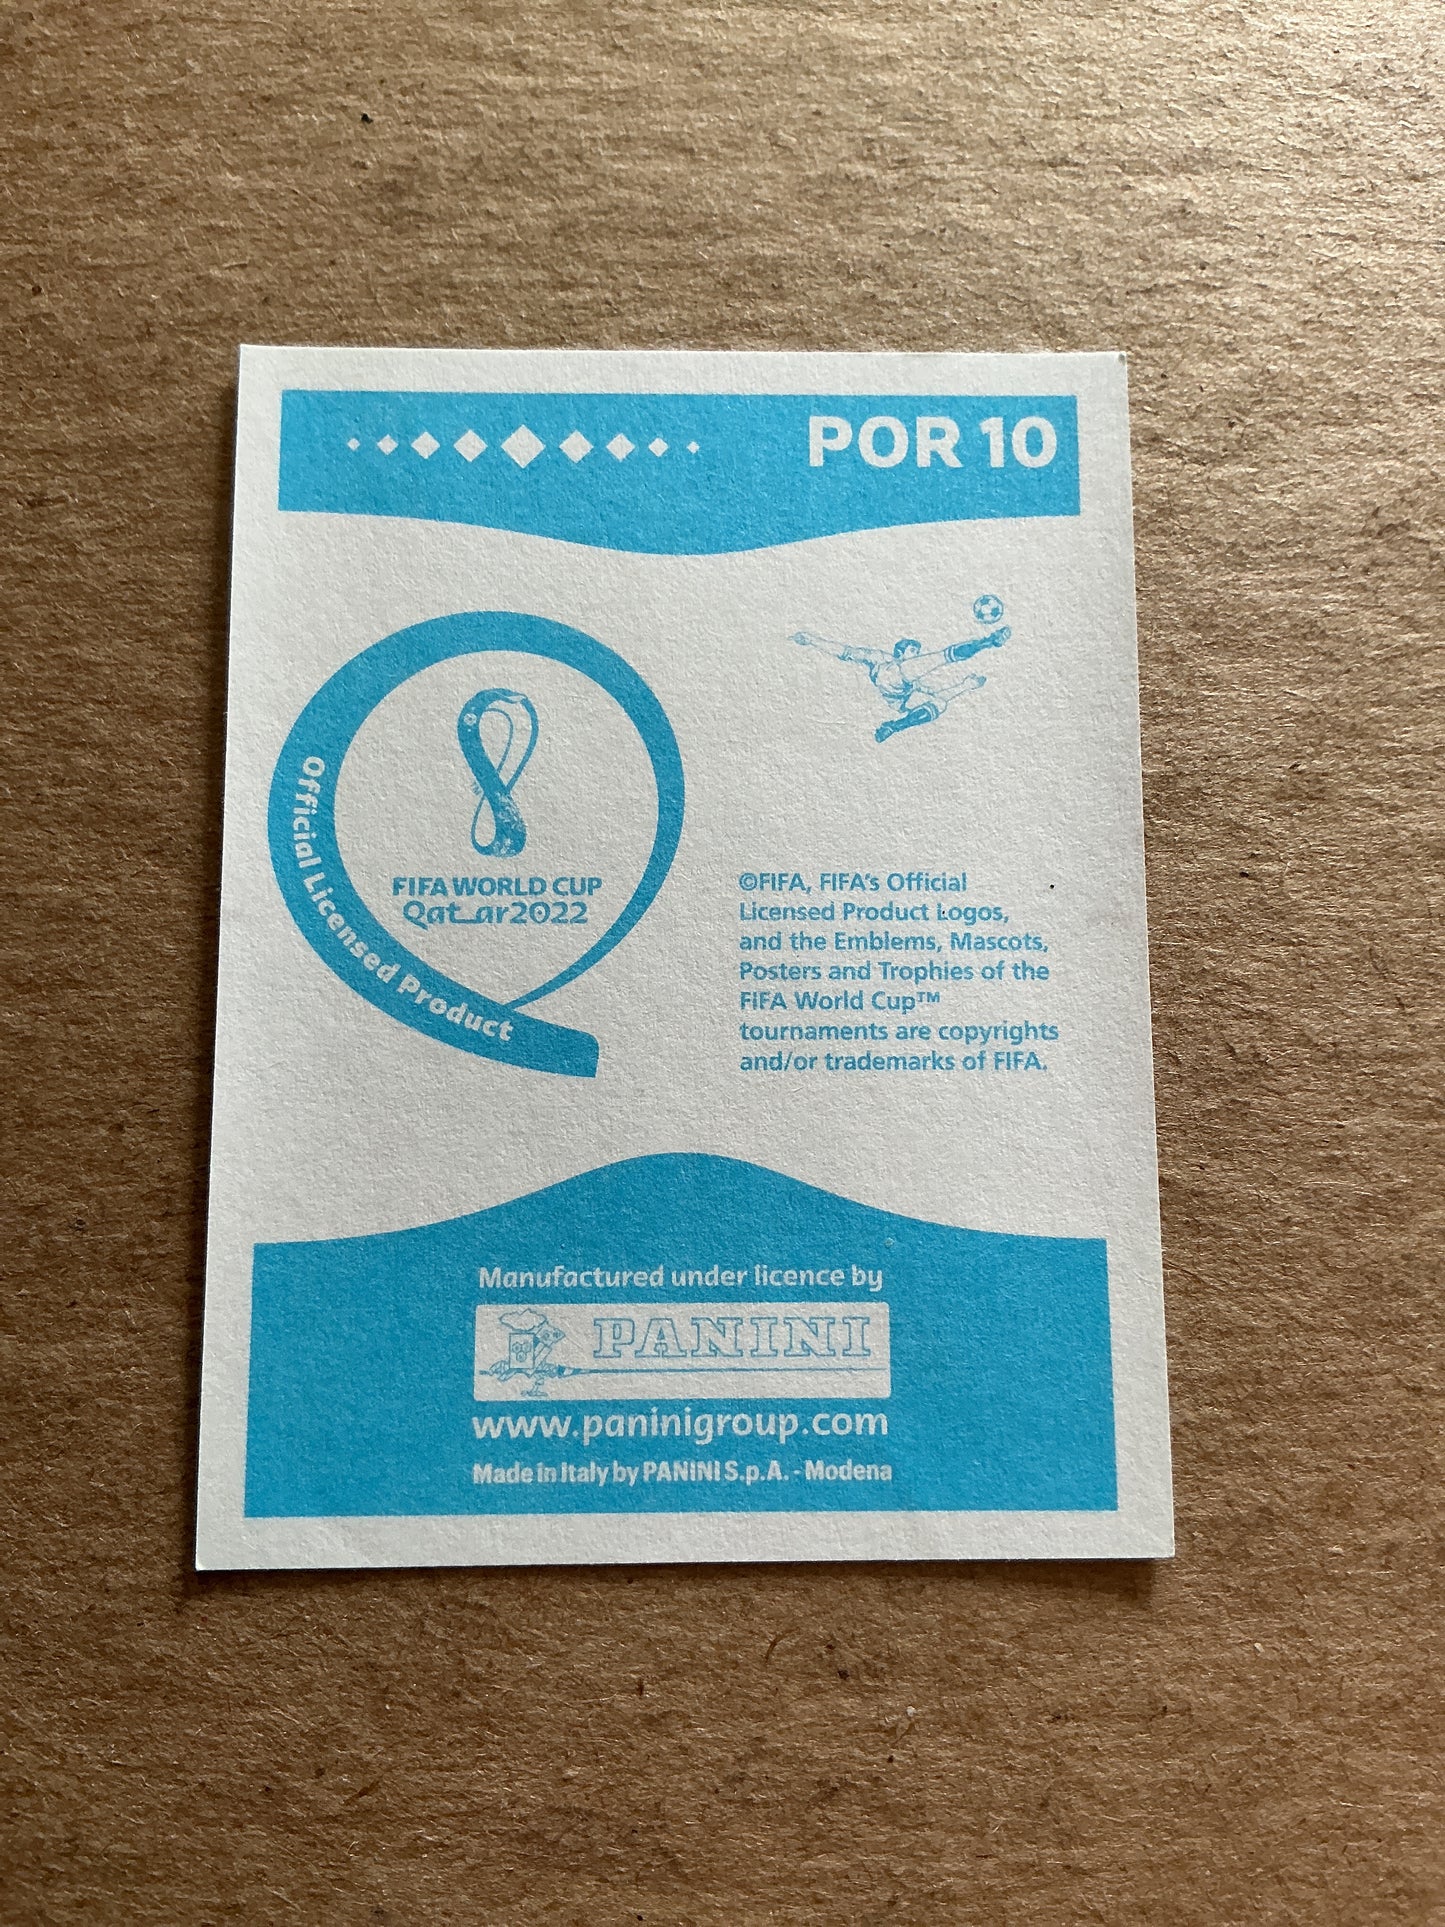 POR 10
Official Licensed Product
FIFA WORLD CUP
Qatar2022
©FIFA, FIFA's Official
Licensed Product Logos,
and the Emblems, Mascots,
Posters and Trophies of the
FIFA World Cup™
tournaments are copyrights
and/or trademarks of FIFA.
Manufactured under licence by
PANINI
www.paninigroup.com
Made in Italy by PANINI S.p.A. - Modena